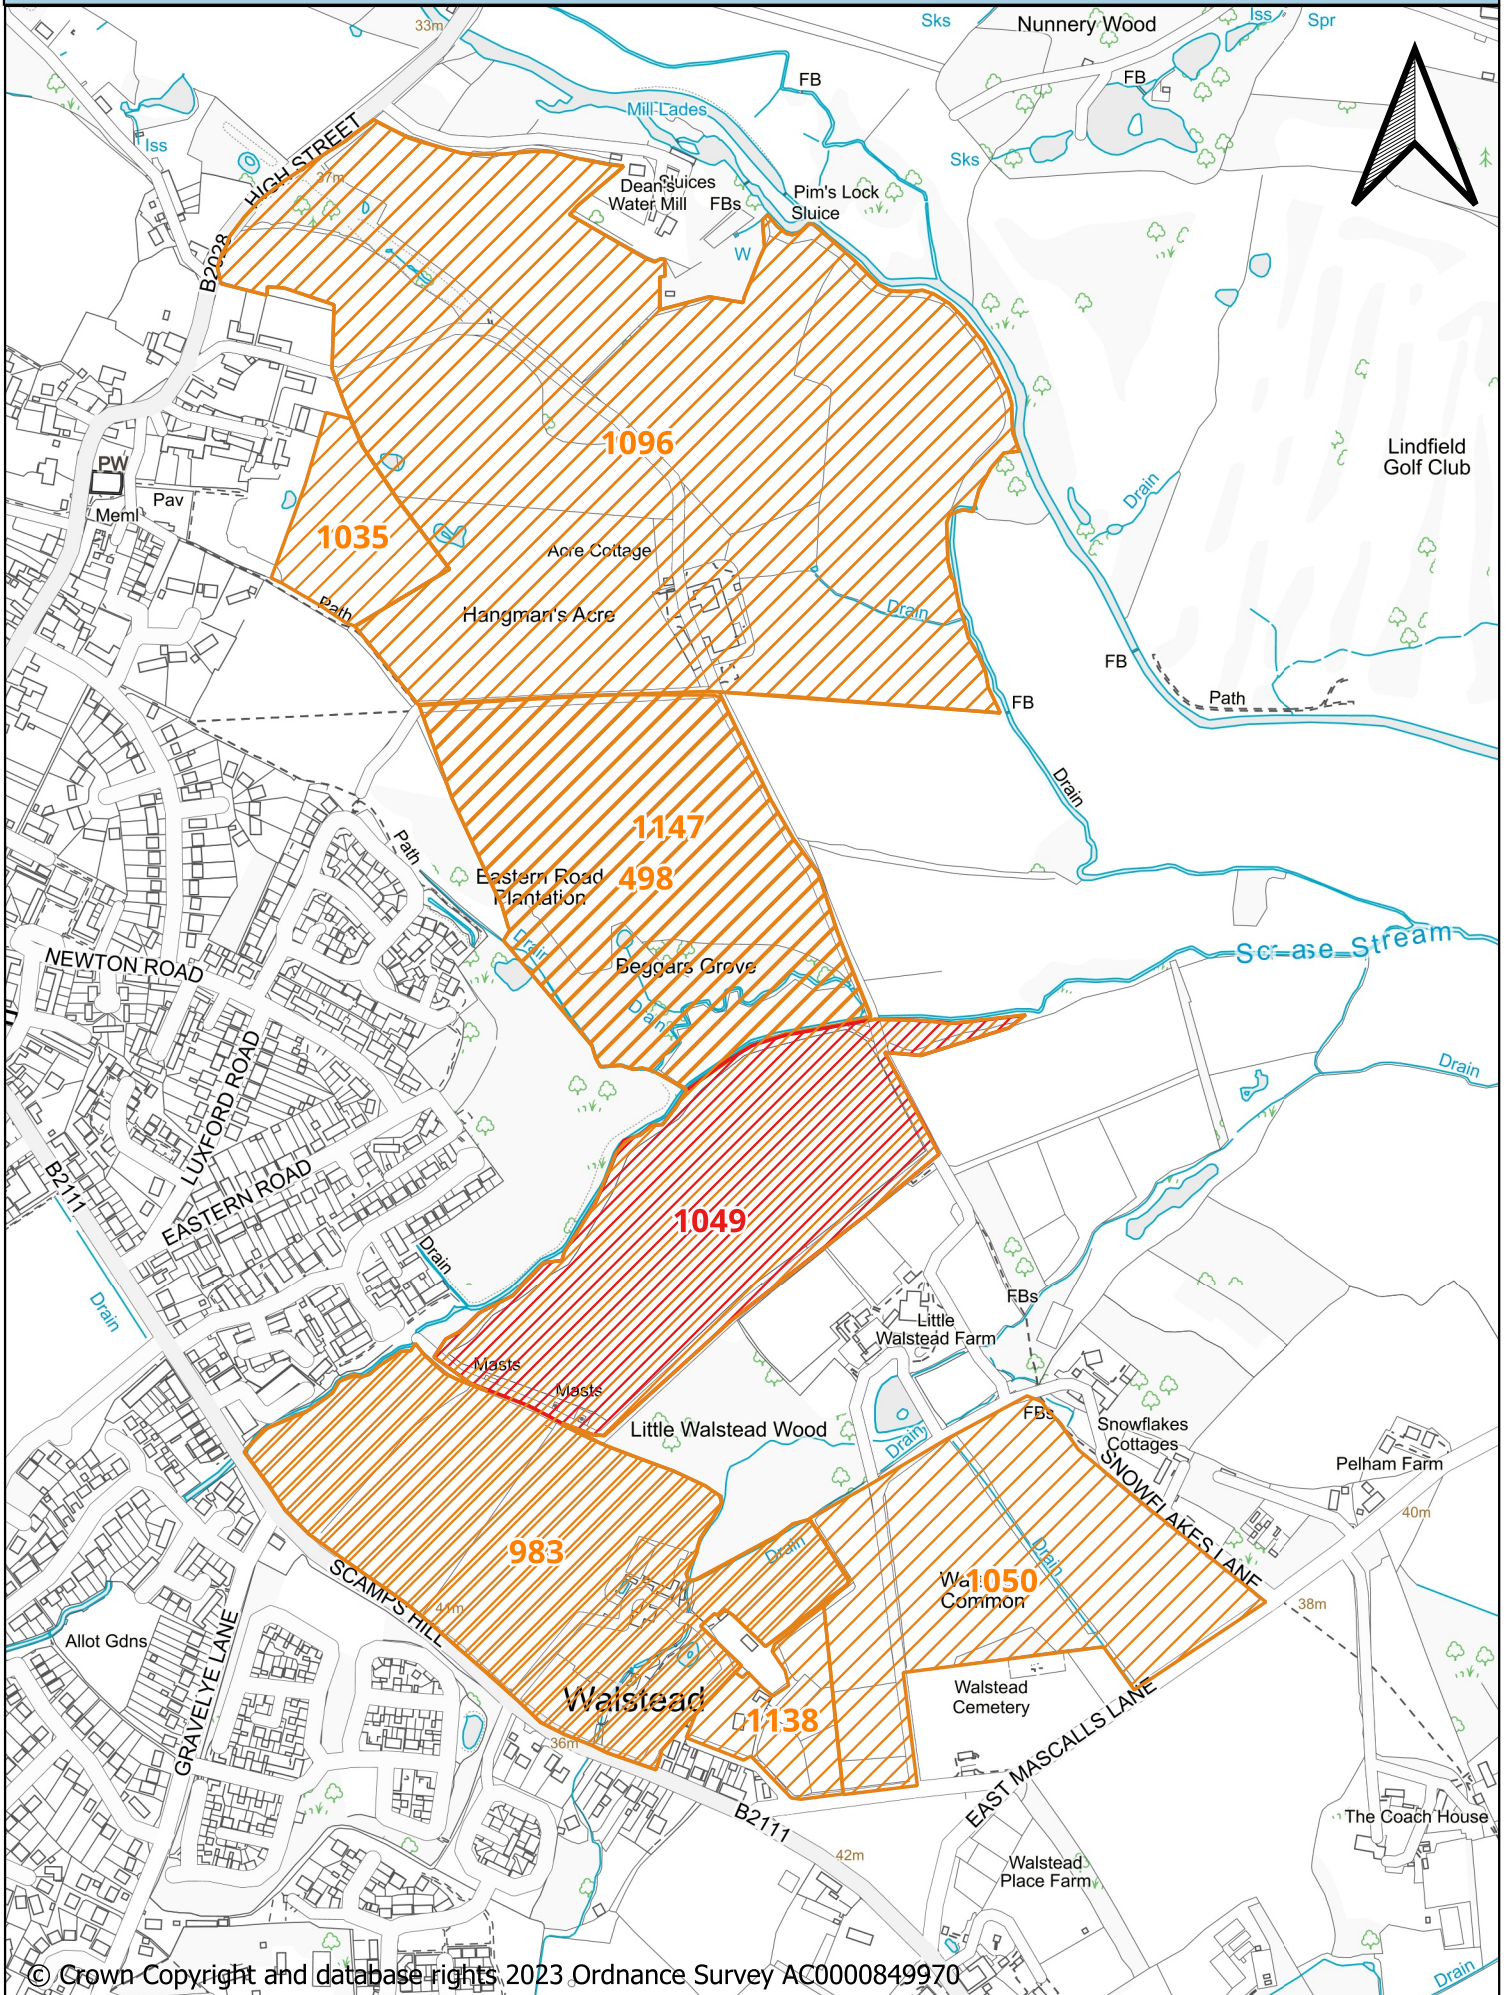 33m
Sks
Nunnery Wood
Iss
Spr
FB
FB
Mill Lades
Iss
Sks
HIGH STREET
37m
Dean's
Water Mill
Sluices
FBs
Pim's Lock
Sluice
B2028
W
1096
Lindfield
Golf Club
PW
Pav
Meml
Drain
1035
Acre Cottage
Path
Hangman's Acre
Drain
FB
FB
Path
Drain
1147
Path
Eastern Road
Plantation
498
Scrase Stream
NEWTON ROAD
Drain
Beggars Grove
Drain
Drain
LUXFORD ROAD
EASTERN ROAD
B2111
1049
Drain
Drain
FBs
Little
Walstead Farm
Masts
Masts
FBs
Little Walstead Wood
Snowflakes
Cottages
Drain
SNOWFLAKES LANE
Pelham Farm
40m
983
Drain
Drain
1050
Common
SCAMPS HILL
41m
38m
Allot Gdns
GRAVELYE LANE
Walstead
Walstead
Cemetery
1138
36m
EAST MASCALLS LANE
B2111
The Coach House
42m
Walstead
Place Farm
Drain
© Crown Copyright and database rights 2023 Ordnance Survey AC0000849970